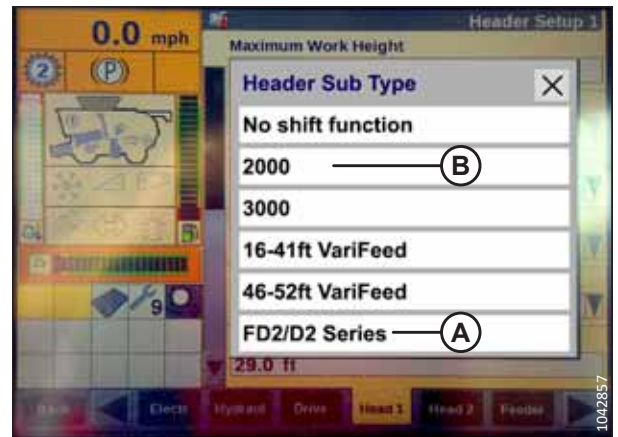 0.0 mph
Header Setup 1
Maximum Work Height
2
(P)
Header Sub Type
No shift function
2000
B
3000
16-41ft VariFeed
46-52ft VariFeed
9
FD2/D2 Series
A
29.0 ft
Back
Electr
Hydraul
Drive
Head 1
Head 2
Feeder
1042857